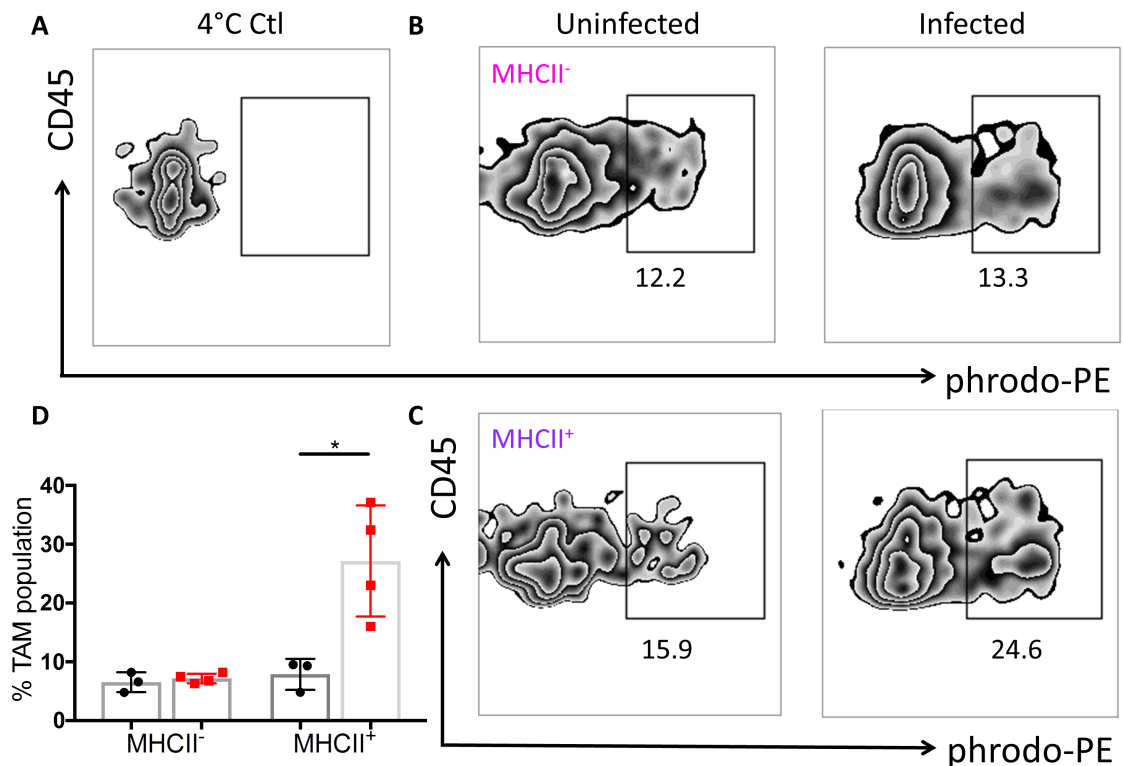 A
4°C Ctl
B
Uninfected
Infected
CD45
MHCII-
12.2
13.3
phrodo-PE
D
C
MHCII+
CD45
15.9
24.6
phrodo-PE
% TAM population
40
30
20
10
0
*
MHCII-
MHCII+